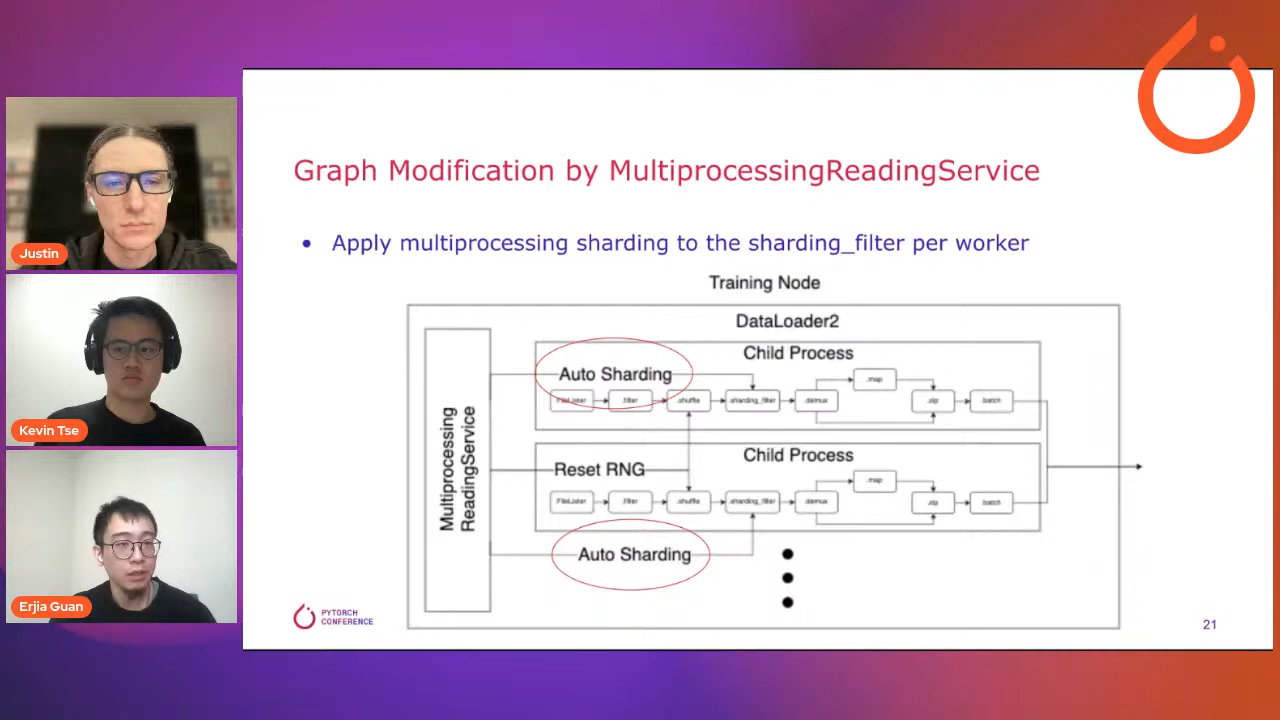 Graph Modification by MultiprocessingReadingService
• Apply multiprocessing sharding to the sharding_filter per worker
Training Node
DataLoader2
Child Process
Auto Sharding
FileLister
.filter
.shuffle
.sharding_filter
.demux
.map
.zip
.batch
Multiprocessing
ReadingService
Child Process
Reset RNG
FileLister
.filter
.shuffle
.sharding_filter
.demux
.map
.zip
.batch
Auto Sharding
PYTORCH
CONFERENCE
21
Justin
Kevin Tse
Erjia Guan